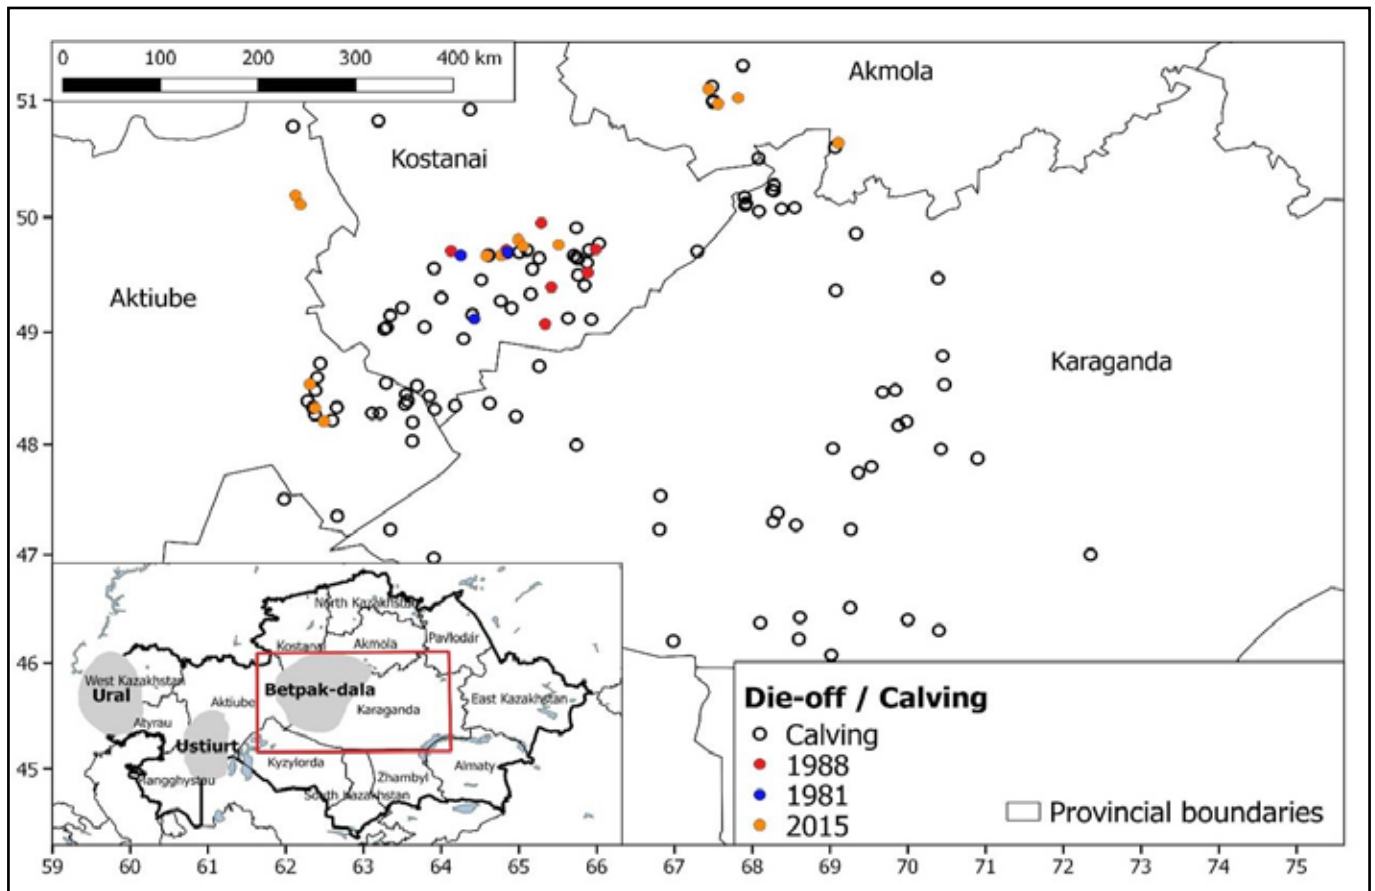 0 100 200 300 400 km
Akmola
51
Kostanai
50
Aktiube
49
Karaganda
48
47
North Kazakhstan
Kostanai
Akmola
Pavlodar
46
West Kazakhstan
Ural
Betpak-dala
Aktiube
Karaganda
East Kazakhstan
Atyrau
Ustiurt
Kyzylorda
Zhambyl
Almaty
Mangghystau
South Kazakhstan
45
Die-off / Calving
Calving
1988
1981
2015
Provincial boundaries
59 60 61 62 63 64 65 66 67 68 69 70 71 72 73 74 75